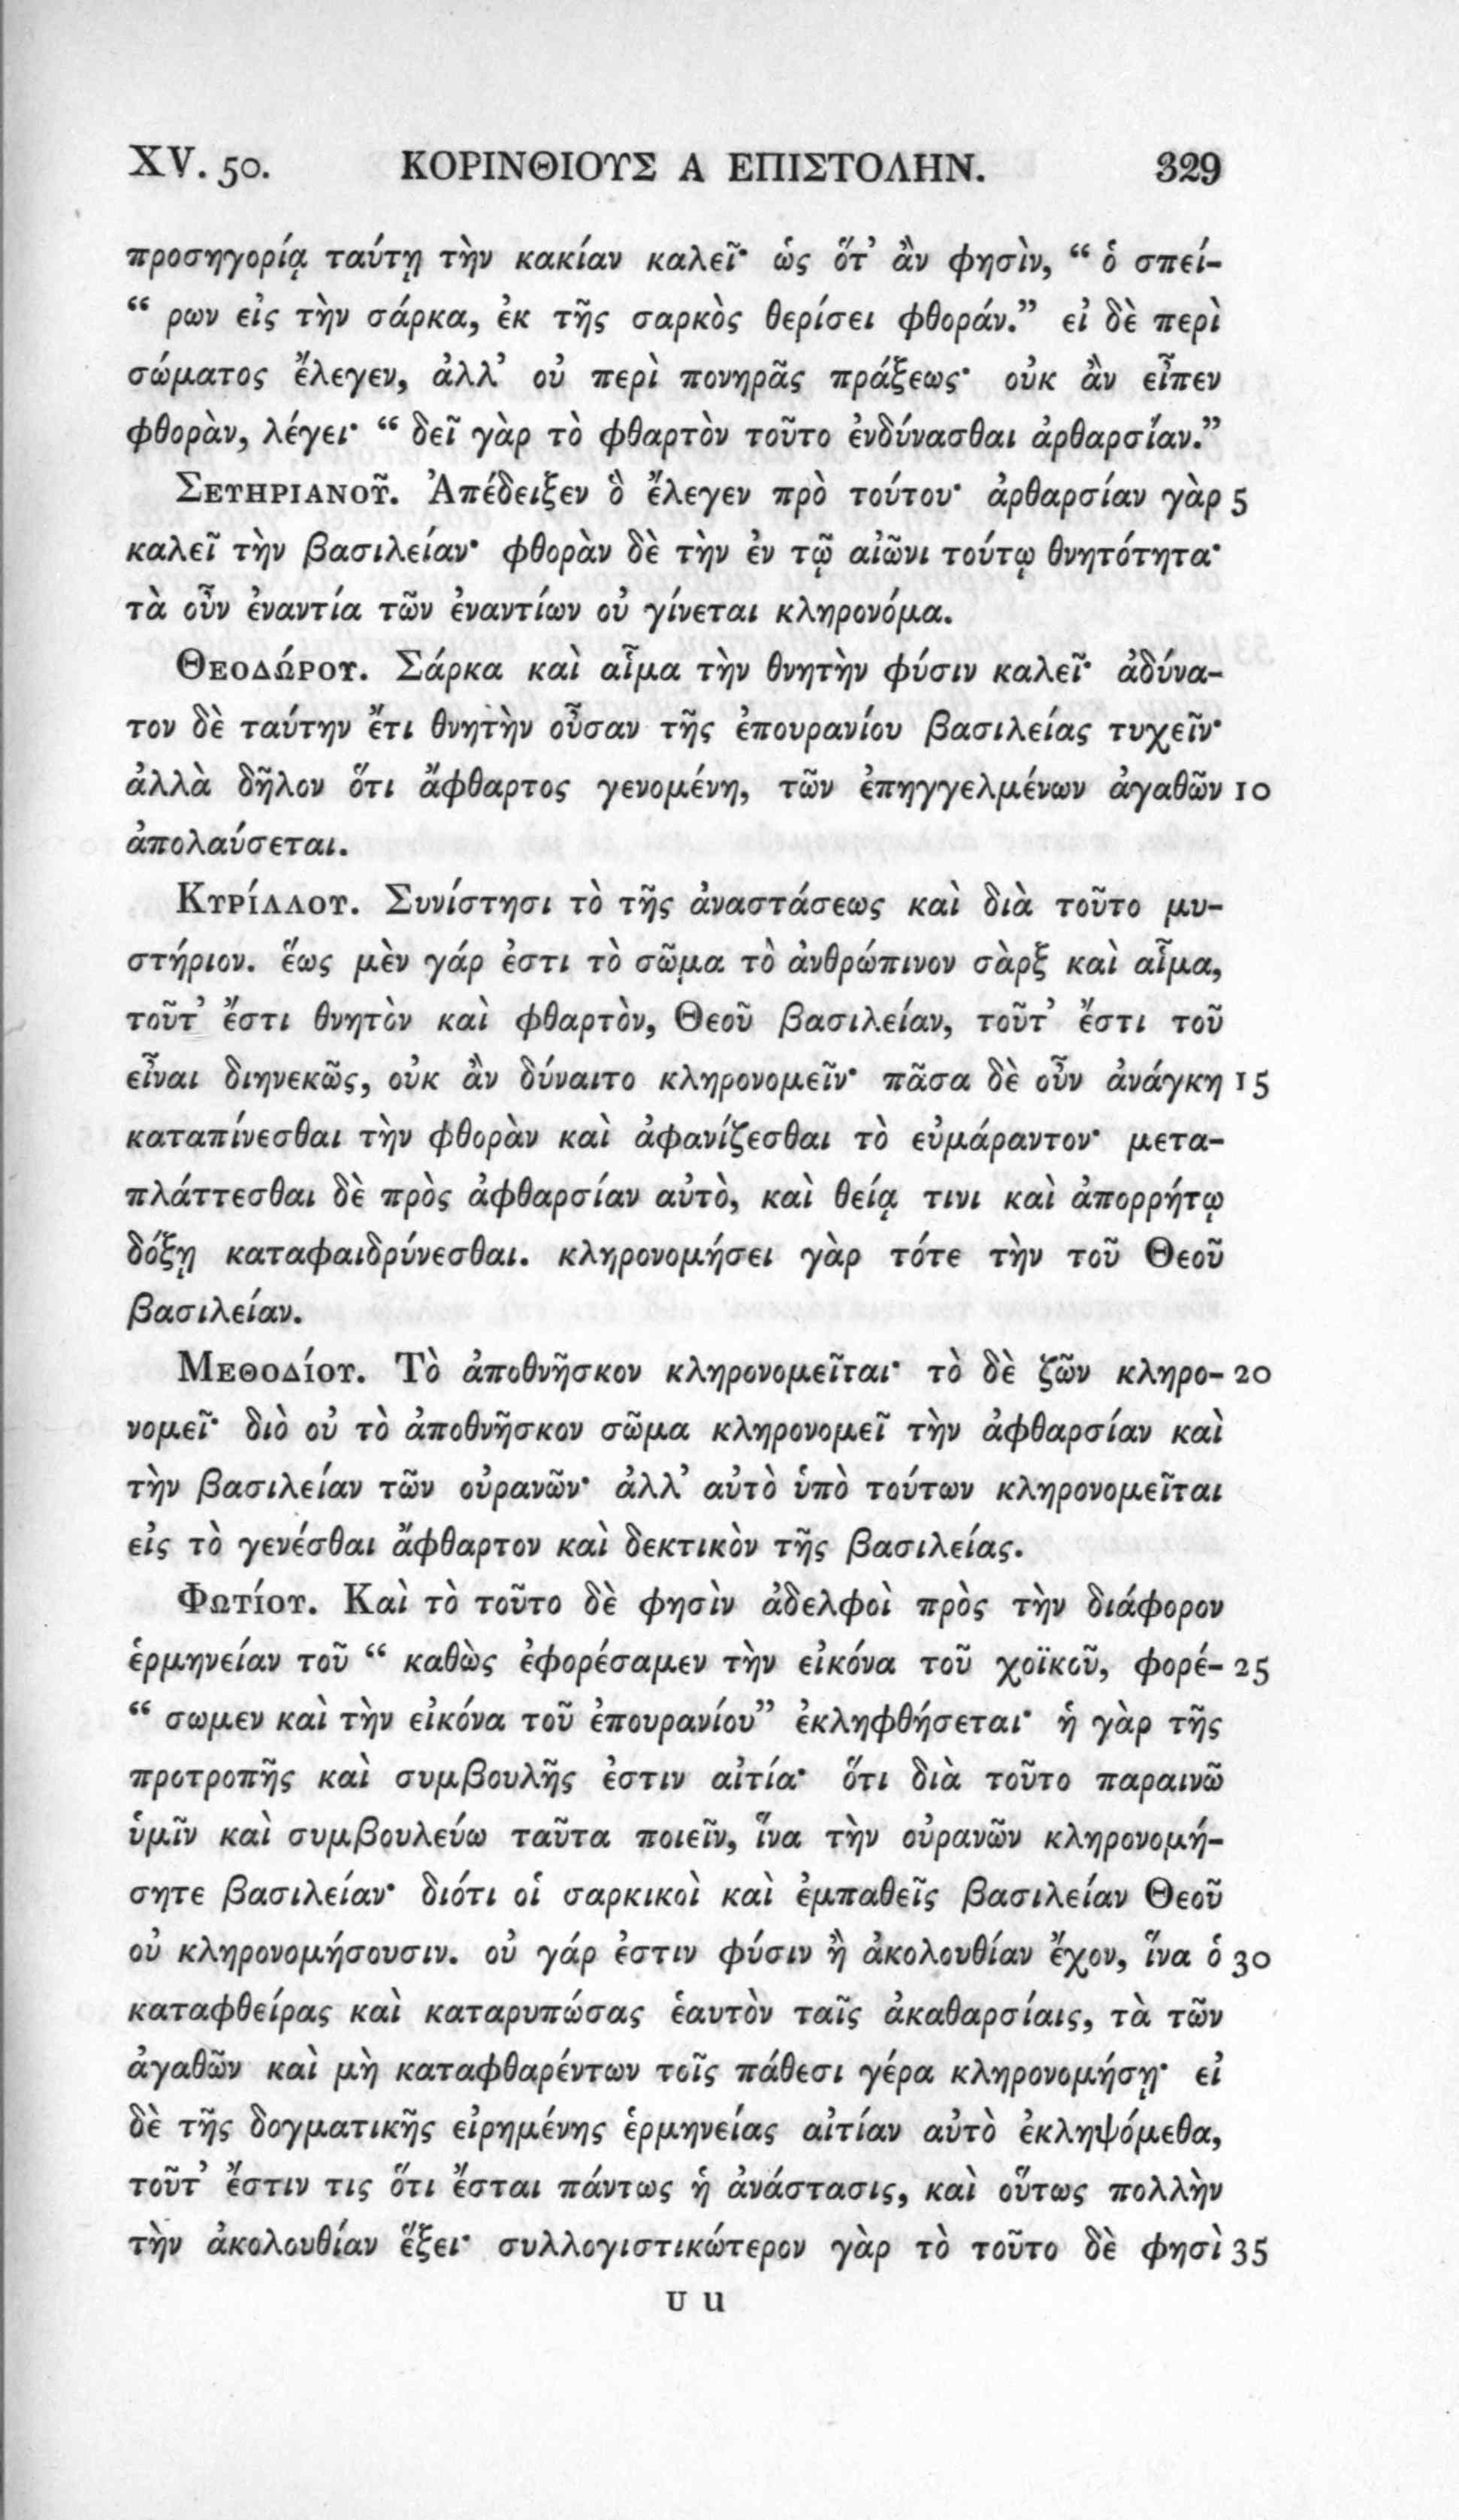 XV. 50. ΚΟΡΙΝΘΙΟΥΣ Α ΕΠΙΣΤΟΛΗΝ. 329
προσηγορίᾳ ταύτῃ τὴν κακίαν καλεῖ· ὡς ὅτ’ ἂν φησὶν, “ ὁ σπεί-
“ ρων εἰς τὴν σάρκα, ἐκ τῆς σαρκὸς θερίσει φθοράν.” εἰ δὲ περὶ
σώματος ἔλεγεν, ἀλλ’ οὐ περὶ πονηρᾶς πράξεως· οὐκ ἂν εἶπεν
φθορὰν, λέγει· “ δεῖ γὰρ τὸ φθαρτὸν τοῦτο ἐνδύνασθαι ἀρθαρσίαν.”
ΣΕΥΗΡΙΑΝΟῦ. Ἀπέδειξεν ὃ ἔλεγεν πρὸ τούτου· ἀρθαρσίαν γὰρ 5
καλεῖ τὴν βασιλείαν· φθορὰν δὲ τὴν ἐν τῷ αἰῶνι τούτῳ θνητότητα·
τὰ οὖν ἐναντία τῶν ἐναντίων οὐ γίνεται κληρονόμα.
ΘΕΟΔώΡΟΥ. Σάρκα καὶ αἷμα τὴν θνητὴν φύσιν καλεῖ· ἀδύνα-
τον δὲ ταύτην ἔτι θνητὴν οὖσαν τῆς ἐπουρανίου βασιλείας τυχεῖν·
ἀλλὰ δῆλον ὅτι ἄφθαρτος γενομένη, τῶν ἐπηγγελμένων ἀγαθῶν 10
ἀπολαύσεται.
ΚΥΡίΛΛΟΥ. Συνίστησι τὸ τῆς ἀναστάσεως καὶ διὰ τοῦτο μυ-
στήριον. ἕως μὲν γάρ ἐστι τὸ σῶμα τὸ ἀνθρώπινον σὰρξ καὶ αἷμα,
τοῦτ’ ἔστι θνητὸν καὶ φθαρτὸν, Θεοῦ βασιλείαν, τοῦτ’ ἔστι τοῦ
εἶναι διηνεκῶς, οὐκ ἂν δύναιτο κληρονομεῖν· πᾶσα δὲ οὖν ἀνάγκη 15
καταπίνεσθαι τὴν φθορὰν καὶ ἀφανίζεσθαι τὸ εὐμάραντον· μετα-
πλάττεσθαι δὲ πρὸς ἀφθαρσίαν αὐτὸ, καὶ θείᾳ τινι καὶ ἀπορρήτῳ
δόξῃ καταφαιδρύνεσθαι. κληρονομήσει γὰρ τότε τὴν τοῦ Θεοῦ
βασιλείαν.
ΜΕΘΟΔίΟΥ. Τὸ ἀποθνῆσκον κληρονομεῖται· τὸ δὲ ζῶν κληρο- 20
νομεῖ· διὸ οὐ τὸ ἀποθνῆσκον σῶμα κληρονομεῖ τὴν ἀφθαρσίαν καὶ
τὴν βασιλείαν τῶν οὐρανῶν· ἀλλ’ αὐτὸ ὑπὸ τούτων κληρονομεῖται
εἰς τὸ γενέσθαι ἄφθαρτον καὶ δεκτικὸν τῆς βασιλείας.
ΦΩΤίΟΥ. Καὶ τὸ τοῦτο δὲ φησὶν ἀδελφοὶ πρὸς τὴν διάφορον
ἑρμηνείαν τοῦ “ καθὼς ἐφορέσαμεν τὴν εἰκόνα τοῦ χοϊκοῦ, φορέ- 25
“ σωμεν καὶ τὴν εἰκόνα τοῦ ἐπουρανίου” ἐκληφθήσεται· ἡ γὰρ τῆς
προτροπῆς καὶ συμβουλῆς ἐστιν αἰτία· ὅτι διὰ τοῦτο παραινῶ
ὑμῖν καὶ συμβουλεύω ταῦτα ποιεῖν, ἵνα τὴν οὐρανῶν κληρονομή-
σητε βασιλείαν· διότι οἱ σαρκικοὶ καὶ ἐμπαθεῖς βασιλείαν Θεοῦ
οὐ κληρονομήσουσιν. οὐ γάρ ἐστιν φύσιν ἢ ἀκολουθίαν ἔχον, ἵνα ὁ 30
καταφθείρας καὶ καταρυπώσας ἑαυτὸν ταῖς ἀκαθαρσίαις, τὰ τῶν
ἀγαθῶν καὶ μὴ καταφθαρέντων τοῖς πάθεσι γέρα κληρονομήσῃ· εἰ
δὲ τῆς δογματικῆς εἰρημένης ἑρμηνείας αἰτίαν αὐτὸ ἐκληψόμεθα,
τοῦτ’ ἔστιν τις ὅτι ἔσται πάντως ἡ ἀνάστασις, καὶ οὕτως πολλὴν
τὴν ἀκολουθίαν ἕξει· συλλογιστικώτερον γὰρ τὸ τοῦτο δὲ φησὶ 35
U u